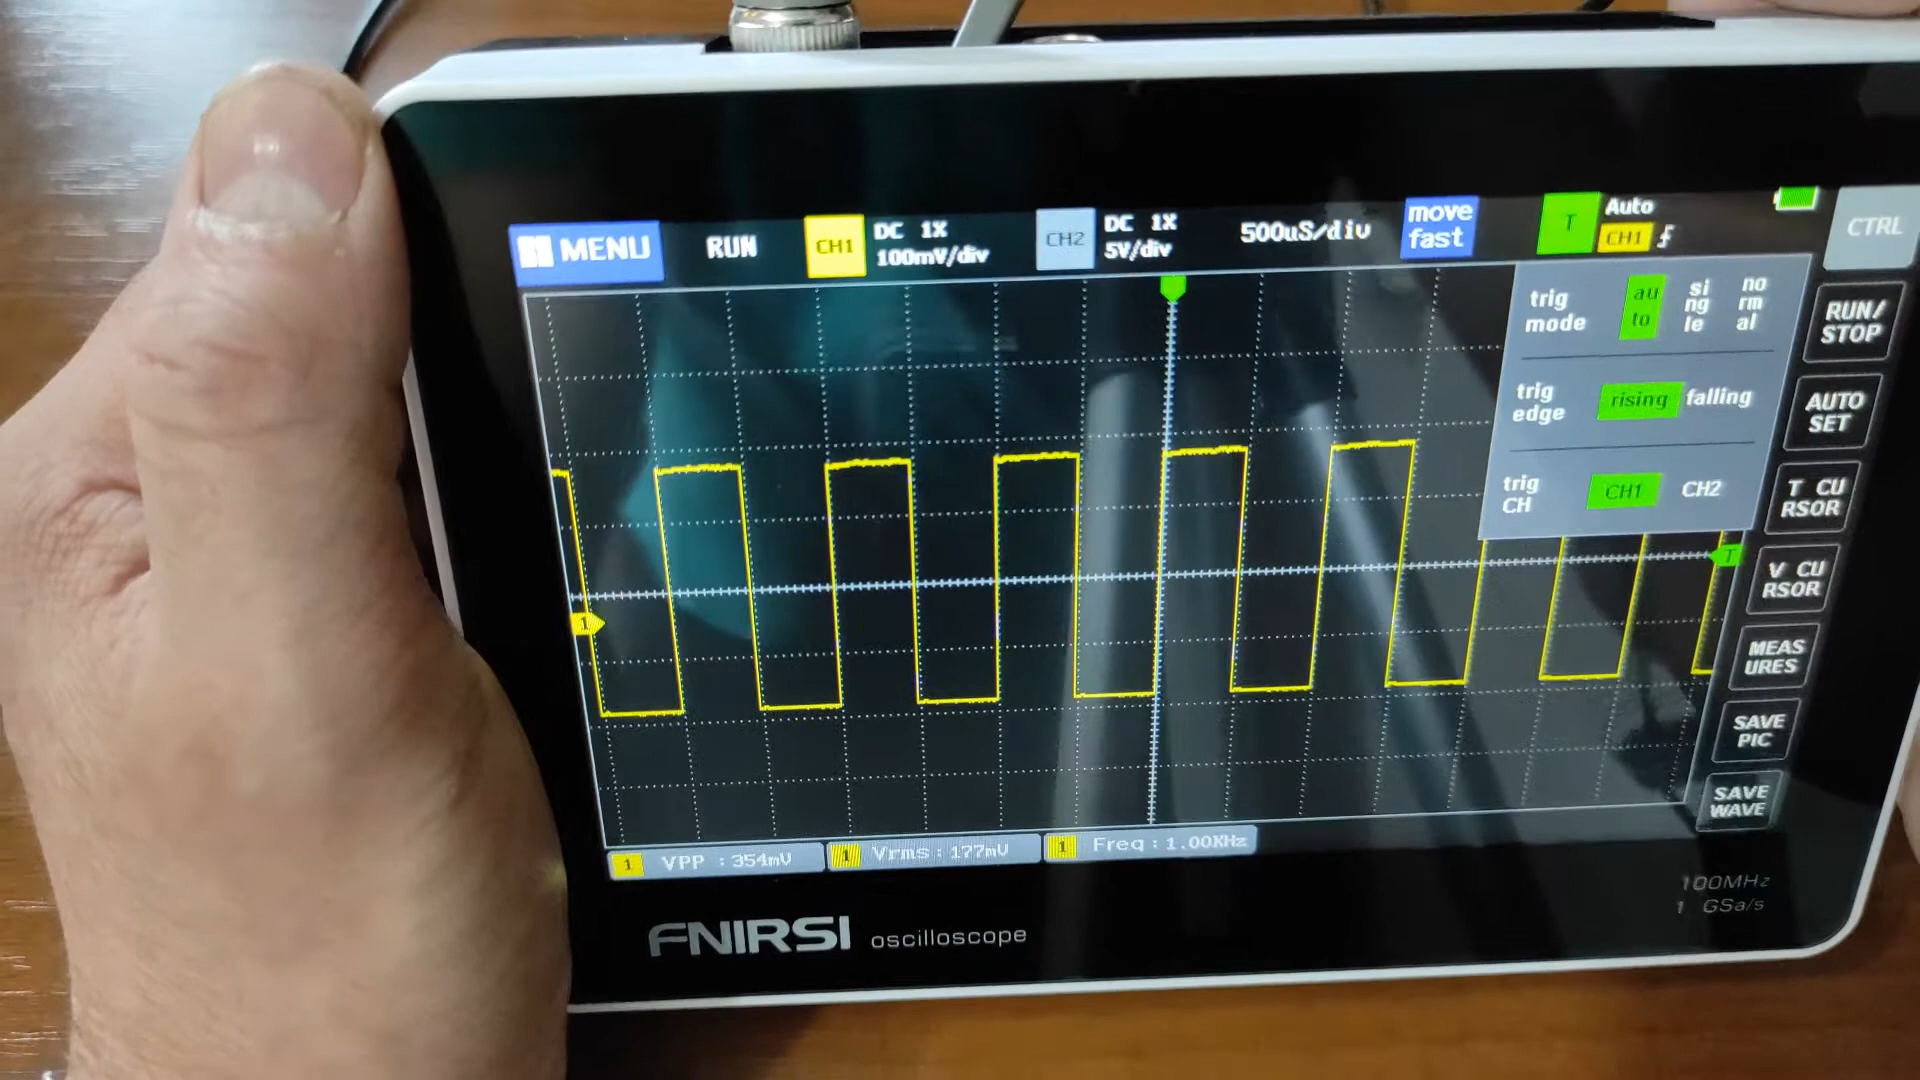 MENU RUN CH1 DC 1X 100mV/div CH2 DC 1X 5V/div 500uS/div move fast T Auto CH1
CTRL
trig mode au to si ng le no rm al
trig edge rising falling
trig CH CH1 CH2
RUN/ STOP
AUTO SET
T CU RSOR
V CU RSOR
MEAS URES
SAVE PIC
SAVE WAVE
1
T
1 VPP : 354mV 1 Vrms : 177mV 1 Freq : 1.00KHz
FNIRSI oscilloscope
100MHz
1 GSa/s